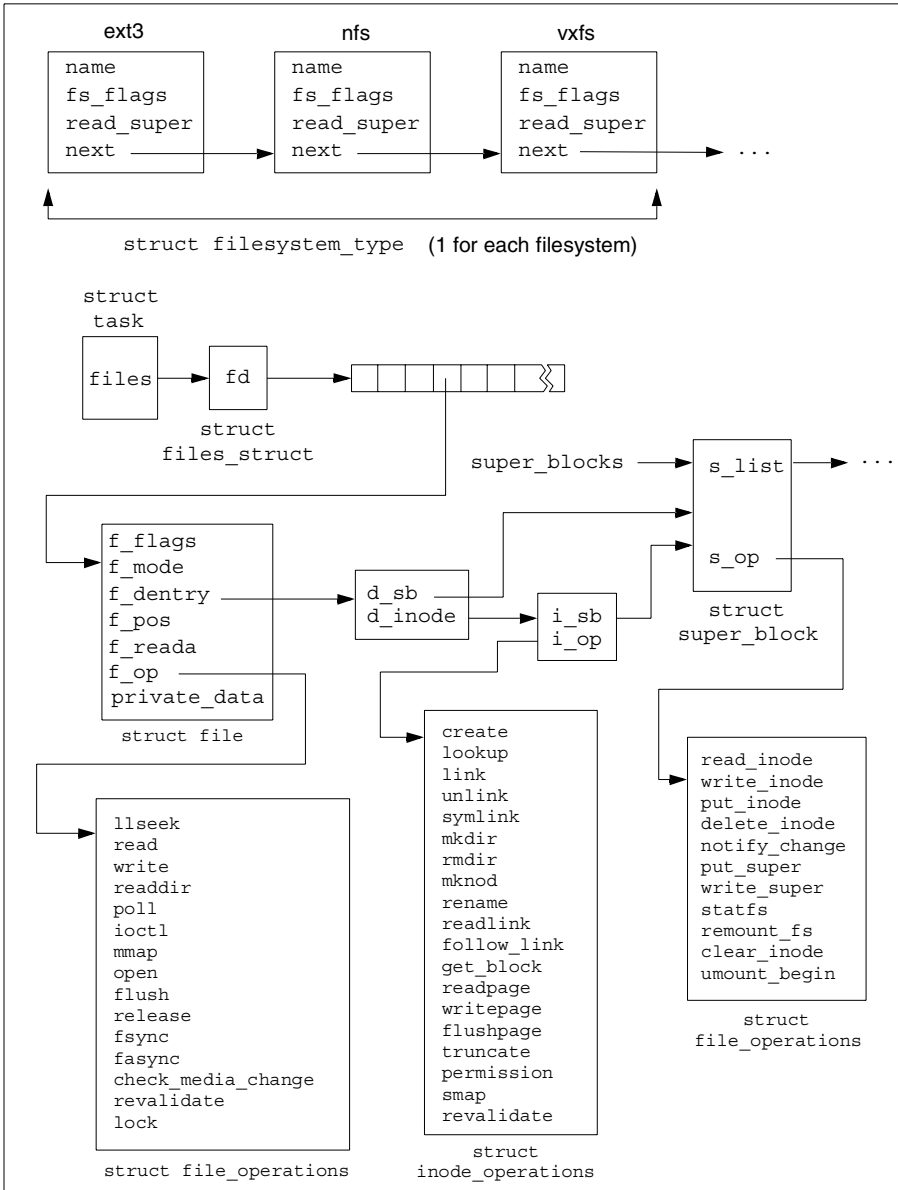 ext3
nfs
vxfs
name
fs_flags
read_super
next
name
fs_flags
read_super
next
name
fs_flags
read_super
next
...
struct filesystem_type (1 for each filesystem)
struct
task
files
fd
struct
files_struct
super_blocks
s_list
...
s_op
struct
super_block
f_flags
f_mode
f_dentry
f_pos
f_reada
f_op
private_data
struct file
d_sb
d_inode
i_sb
i_op
llseek
read
write
readdir
poll
ioctl
mmap
open
flush
release
fsync
fasync
check_media_change
revalidate
lock
struct file_operations
create
lookup
link
unlink
symlink
mkdir
rmdir
mknod
rename
readlink
follow_link
get_block
readpage
writepage
flushpage
truncate
permission
smap
revalidate
struct
inode_operations
read_inode
write_inode
put_inode
delete_inode
notify_change
put_super
write_super
statfs
remount_fs
clear_inode
umount_begin
struct
file_operations